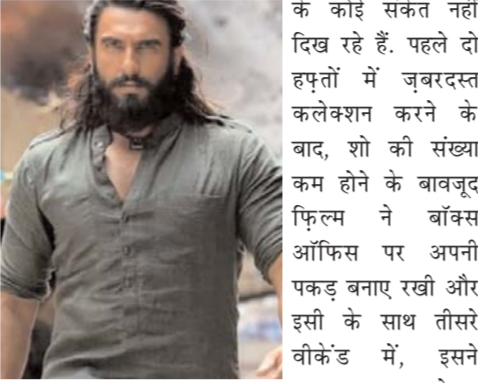 के कोई संकेत नहीं
दिख रहे हैं. पहले दो
हफ़्तों में ज़बरदस्त
कलेक्शन करने के
बाद, शो की संख्या
कम होने के बावजूद
फ़िल्म ने बॉक्स
ऑफिस पर अपनी
पकड़ बनाए रखी और
इसी के साथ तीसरे
वीकेंड में, इसने